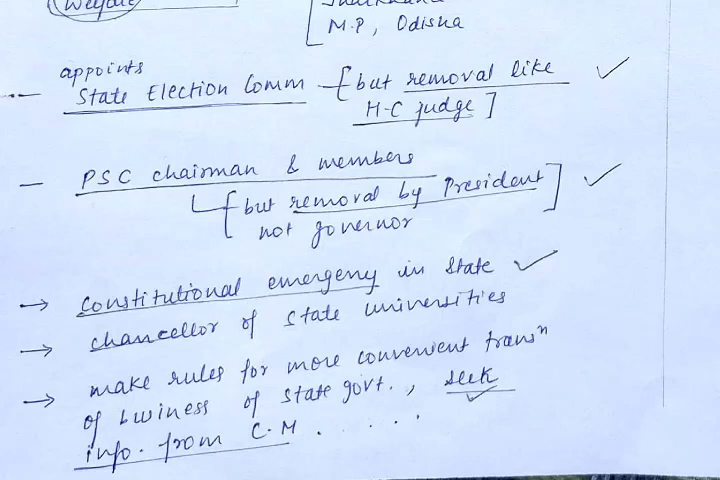 M.P, Odisha
appoints
— State Election Comm – [but removal like ✓
H.C judge]
— PSC chairman & members
[but removal by President] ✓
not governor
→ constitutional emergeny in state ✓
→ chancellor of state universities
→ make rules for more convenient transⁿ
of bwiness of state govt., seek
info. from C.M. . . . . .